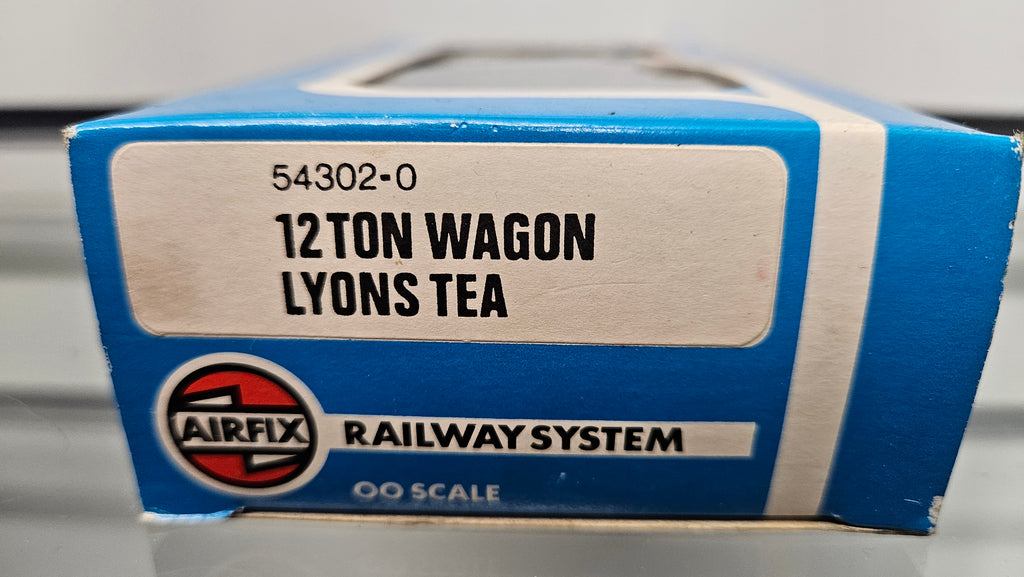 54302-0
12 TON WAGON
LYONS TEA
AIRFIX
RAILWAY SYSTEM
OO SCALE